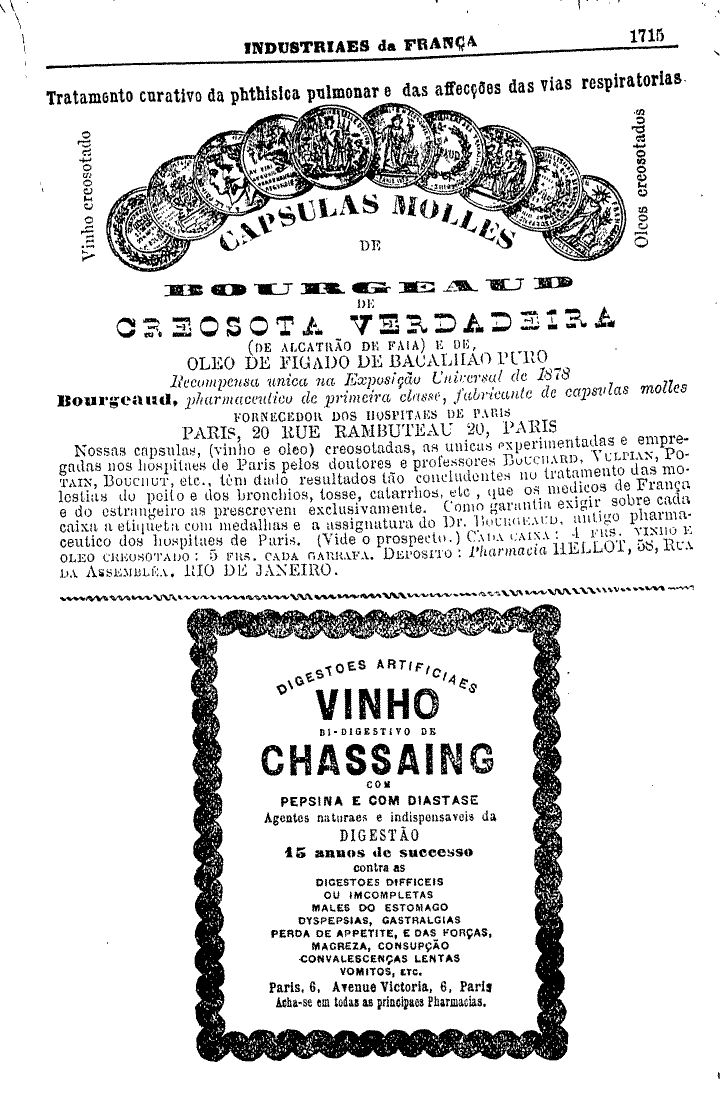 INDUSTRIAES da FRANÇA
1715
Tratamento curativo da phthisica pulmonar e das affecções das vias respiratorias
Vinho creosotado
Oleos creosotados
CAPSULAS MOLLES
DE
BOURGEAUD
DE
CREOSOTA VERDADEIRA
(DE ALCATRÃO DE FAIA) E DE,
OLEO DE FIGADO DE BACALHÁO PURO
Recompensa unica na Exposição Universal de 1878
Bourgeaud, pharmaceutico de primeira classe, fabricante de capsulas molles
FORNECEDOR DOS HOSPITAES DE PARIS
PARIS, 20 RUE RAMBUTEAU 20, PARIS
Nossas capsulas, (vinho e oleo) creosotadas, as unicas experimentadas e empre-
gadas nos hospitaes de Paris pelos doutores e professores BOUCHARD, VULPIAN, PO-
TAIN, BOUCHUT, etc., têm dado resultados tão concludentes no tratamento das mo-
lestias do peito e dos bronchios, tosse, catarrhos, etc , que os medicos de França
e do estrangeiro as prescrevem exclusivamente. Como garantia exigir sobre cada
caixa a etiqueta com medalhas e a assignatura do Dr. BOURGEAUD, antigo pharma-
ceutico dos hospitaes de Paris. (Vide o prospecto.) CADA CAIXA : 4 FRS. VINHO E
OLEO CREOSOTADO : 5 FRS. CADA GARRAFA. DEPOSITO : Pharmacia HELLOT, 58, RUA
DA ASSEMBLÉA. RIO DE JANEIRO.
DIGESTOES ARTIFICIAES
VINHO
BI-DIGESTIVO DE
CHASSAING
COM
PEPSINA E COM DIASTASE
Agentes naturaes e indispensaveis da
DIGESTÃO
15 annos de successo
contra as
DIGESTOES DIFFICEIS
OU IMCOMPLETAS
MALES DO ESTOMAGO
DYSPEPSIAS, GASTRALGIAS
PERDA DE APPETITE, E DAS FORÇAS,
MAGREZA, CONSUPÇÃO
CONVALESCENÇAS LENTAS
VOMITOS, ETC.
Paris, 6, Avenue Victoria, 6, Paris
Acha-se em todas as principaes Pharmacias.